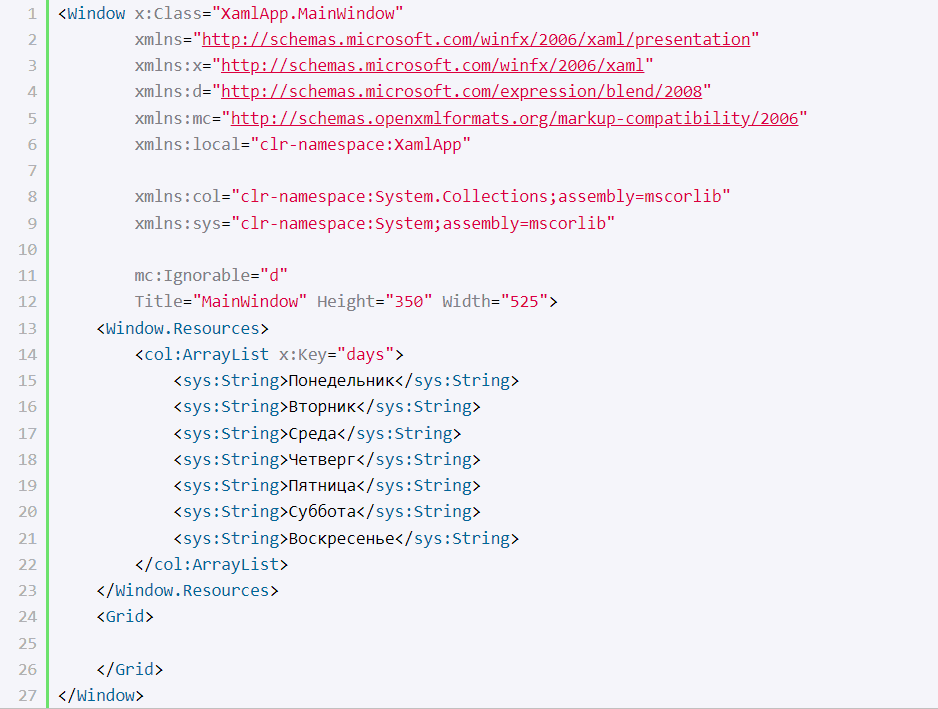 1 <Window x:Class="XamlApp.MainWindow"
2         xmlns="http://schemas.microsoft.com/winfx/2006/xaml/presentation"
3         xmlns:x="http://schemas.microsoft.com/winfx/2006/xaml"
4         xmlns:d="http://schemas.microsoft.com/expression/blend/2008"
5         xmlns:mc="http://schemas.openxmlformats.org/markup-compatibility/2006"
6         xmlns:local="clr-namespace:XamlApp"
7
8         xmlns:col="clr-namespace:System.Collections;assembly=mscorlib"
9         xmlns:sys="clr-namespace:System;assembly=mscorlib"
10
11         mc:Ignorable="d"
12         Title="MainWindow" Height="350" Width="525">
13     <Window.Resources>
14         <col:ArrayList x:Key="days">
15             <sys:String>Понедельник</sys:String>
16             <sys:String>Вторник</sys:String>
17             <sys:String>Среда</sys:String>
18             <sys:String>Четверг</sys:String>
19             <sys:String>Пятница</sys:String>
20             <sys:String>Суббота</sys:String>
21             <sys:String>Воскресенье</sys:String>
22         </col:ArrayList>
23     </Window.Resources>
24     <Grid>
25
26     </Grid>
27 </Window>